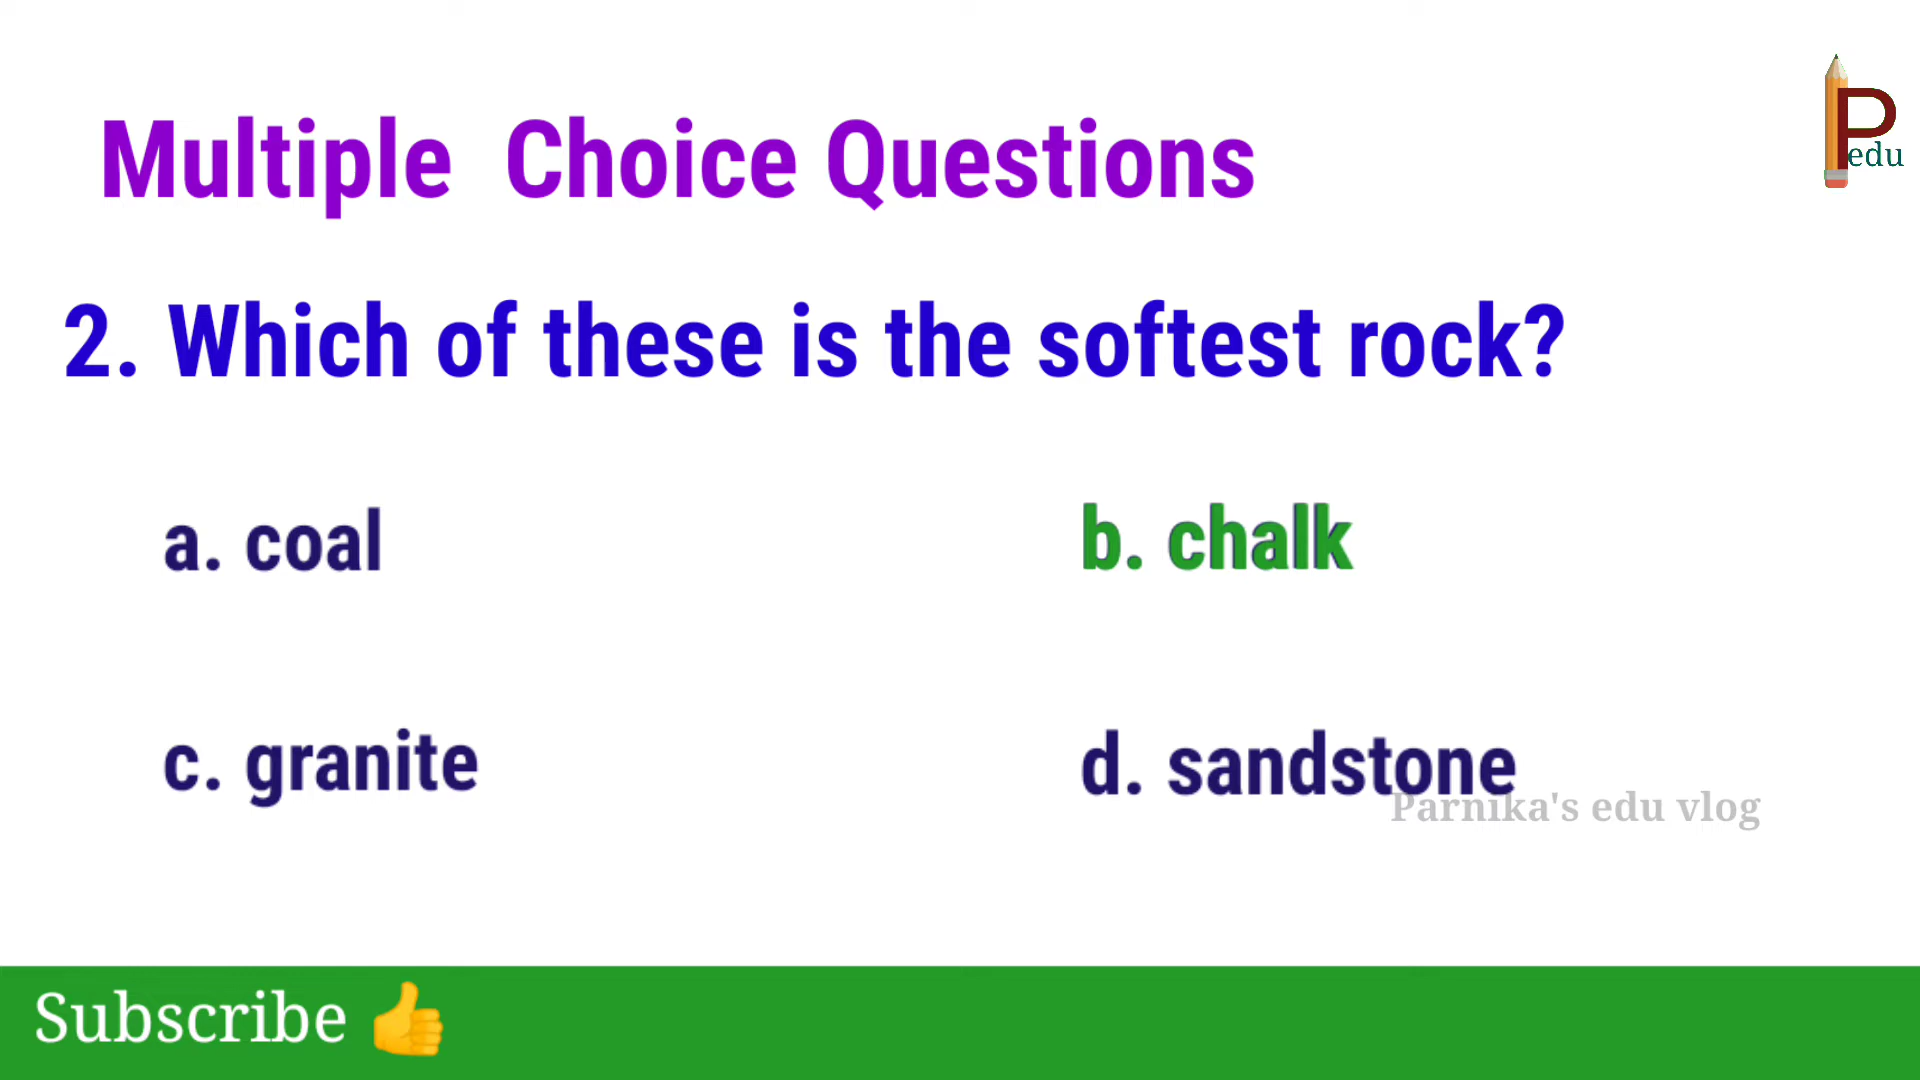 P
edu
Multiple Choice Questions
2. Which of these is the softest rock?
a. coal
b. chalk
c. granite
d. sandstone
Parnika's edu vlog
Subscribe 👍